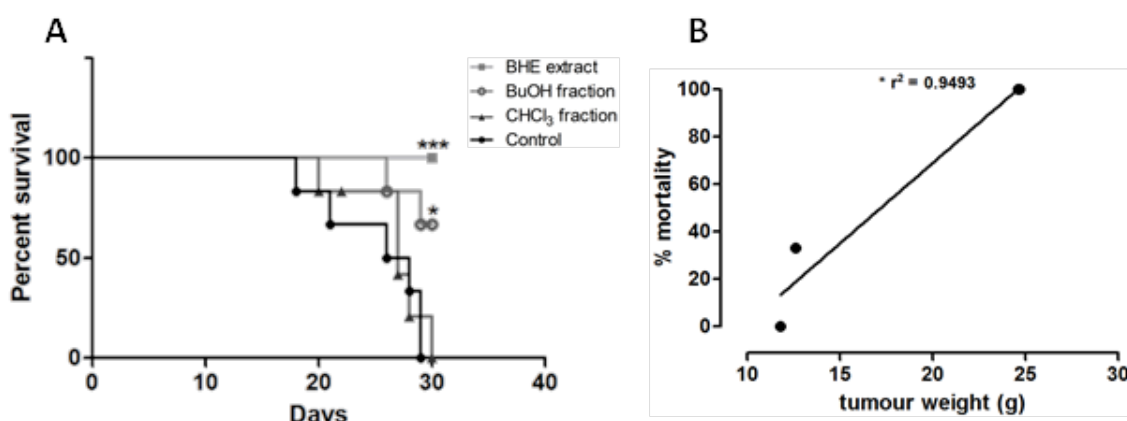 A
BHE extract
BuOH fraction
CHCl3 fraction
Control
***
*
Percent survival
100
50
0
0 10 20 30 40
Days
B
* r² = 0.9493
% mortality
100
80
60
40
20
0
10 15 20 25 30
tumour weight (g)